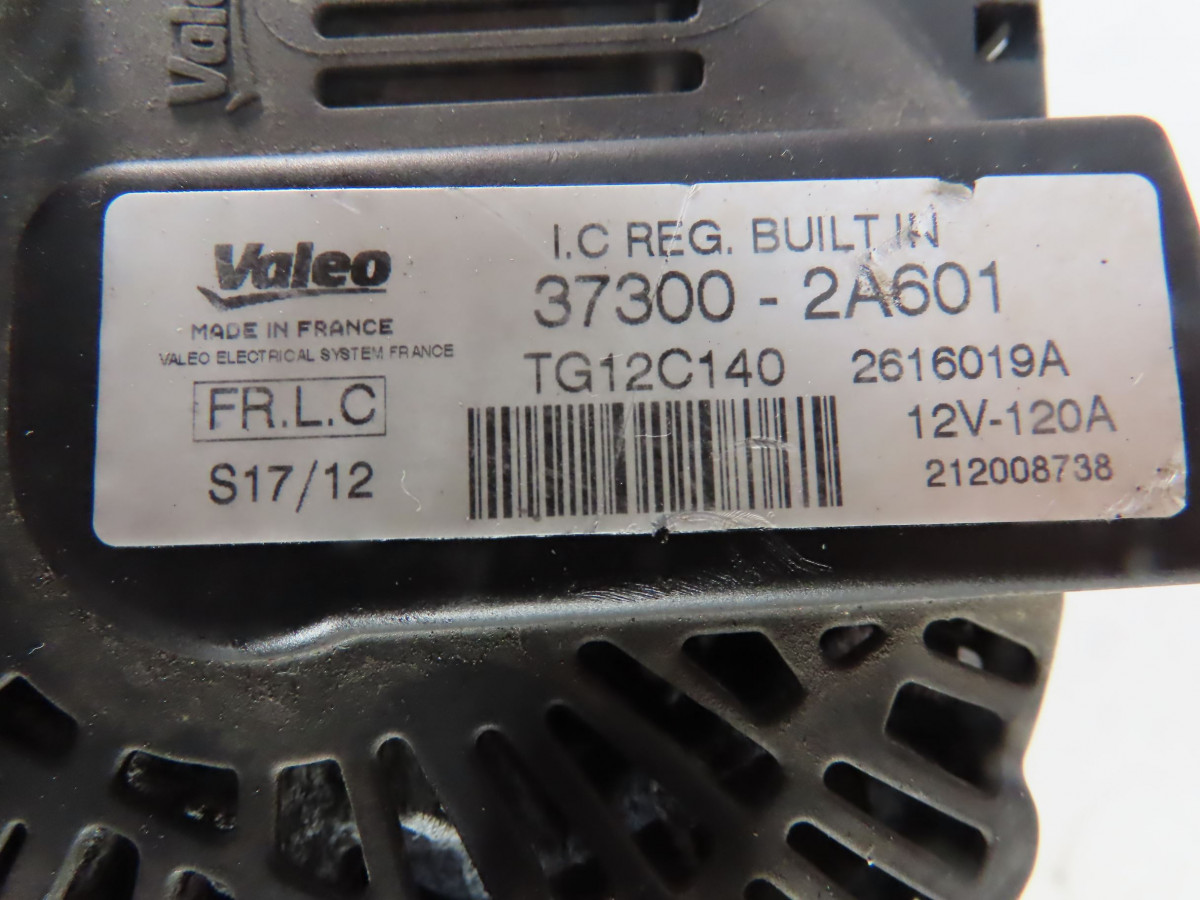 Valeo
Valeo
MADE IN FRANCE
VALEO ELECTRICAL SYSTEM FRANCE
FR.L.C
S17/12
I.C REG. BUILT IN
37300 - 2A601
TG12C140 2616019A
12V-120A
212008738